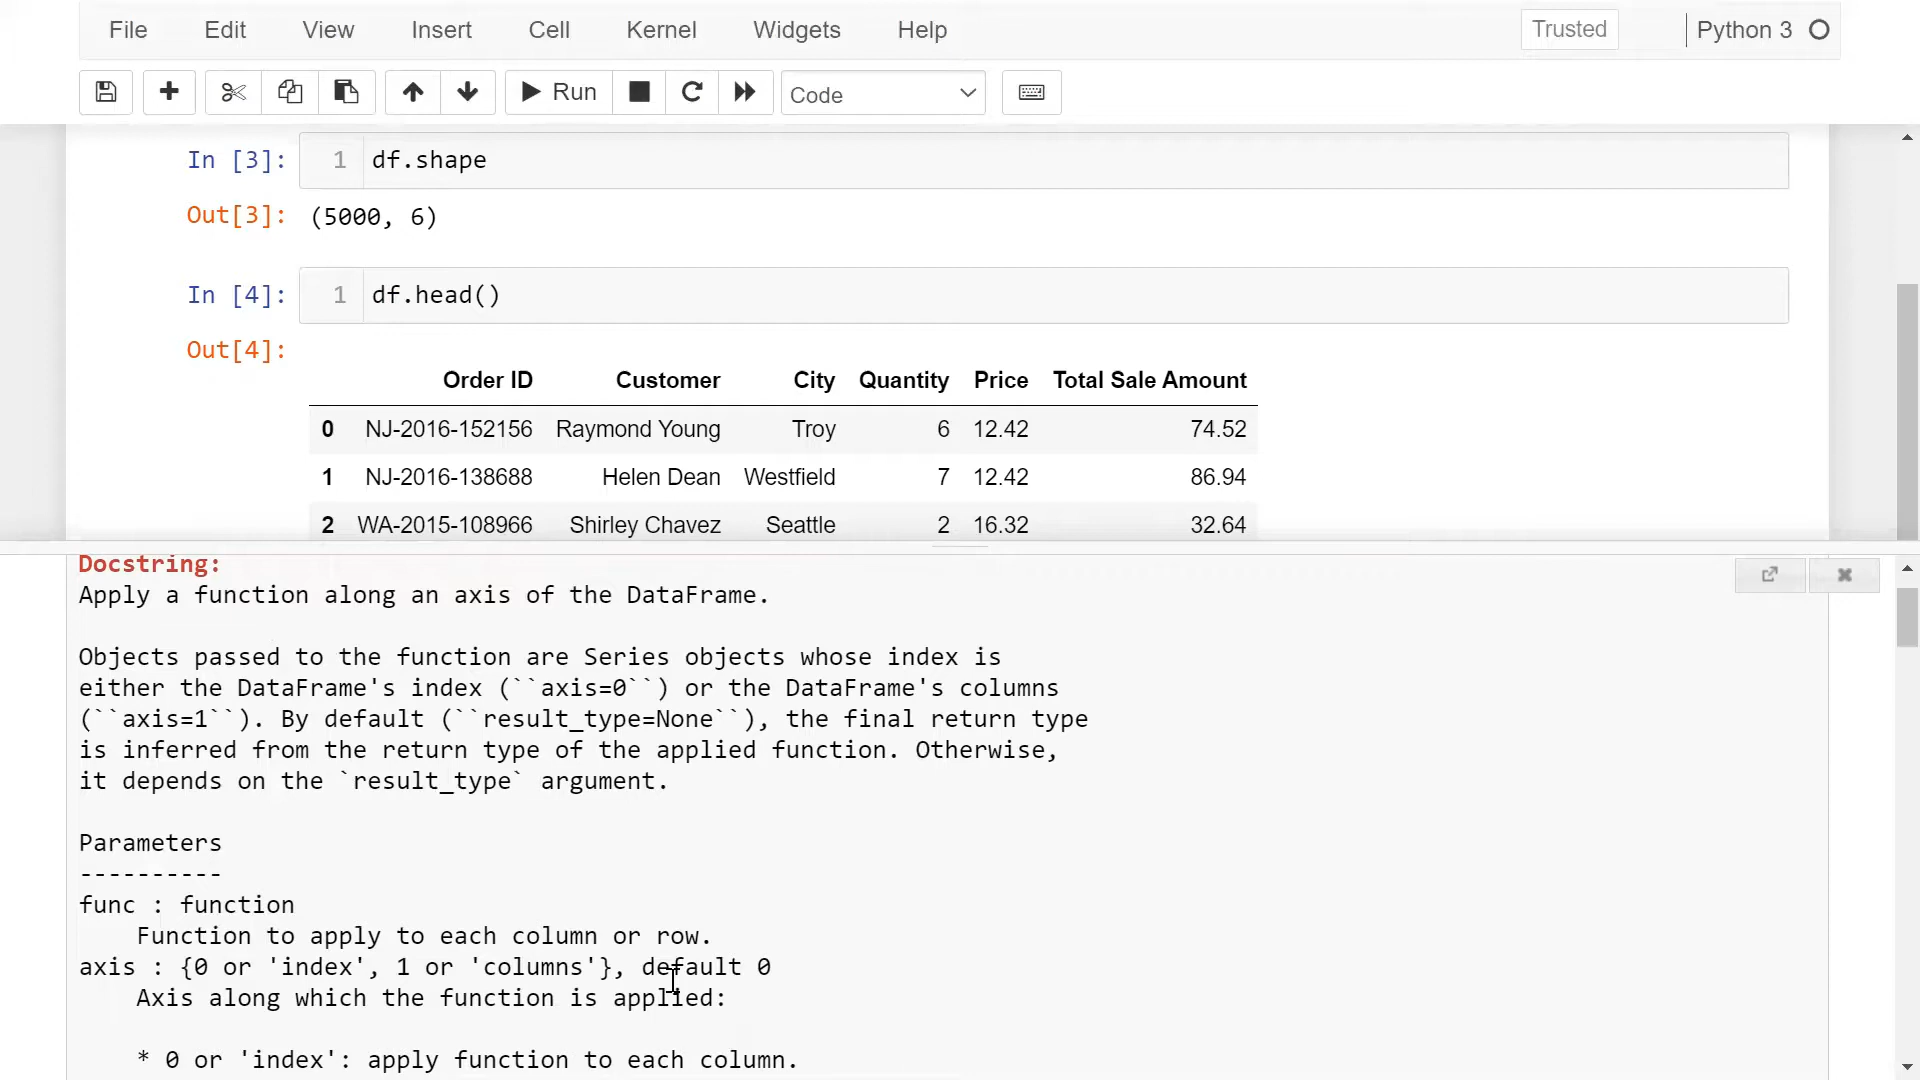 File Edit View Insert Cell Kernel Widgets Help Trusted Python 3
Run Code
In [3]: 1 df.shape
Out[3]: (5000, 6)
In [4]: 1 df.head()
Out[4]:
Order ID Customer City Quantity Price Total Sale Amount
0 NJ-2016-152156 Raymond Young Troy 6 12.42 74.52
1 NJ-2016-138688 Helen Dean Westfield 7 12.42 86.94
2 WA-2015-108966 Shirley Chavez Seattle 2 16.32 32.64
Docstring:
Apply a function along an axis of the DataFrame.
Objects passed to the function are Series objects whose index is
either the DataFrame's index (``axis=0``) or the DataFrame's columns
(``axis=1``). By default (``result_type=None``), the final return type
is inferred from the return type of the applied function. Otherwise,
it depends on the `result_type` argument.
Parameters
----------
func : function
Function to apply to each column or row.
axis : {0 or 'index', 1 or 'columns'}, default 0
Axis along which the function is applied:
* 0 or 'index': apply function to each column.